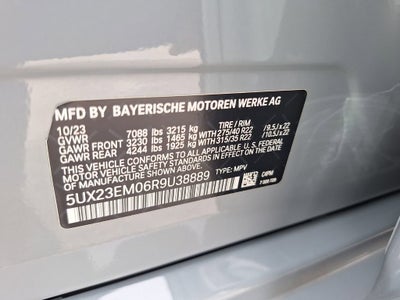 MFD BY BAYERISCHE MOTOREN WERKE AG
10/23 TIRE / RIM
GVWR 7088 lbs 3215 kg
GAWR FRONT 3230 lbs 1465 kg WITH 275/40 R22 /9.5J x 22
GAWR REAR 4244 lbs 1925 kg WITH 315/35 R22 /10.5J x 22
THIS VEHICLE CONFORMS TO ALL APPLICABLE U.S. FEDERAL
MOTOR VEHICLE SAFETY STANDARDS IN EFFECT ON THE
DATE OF MANUFACTURE SHOWN ABOVE.
5UX23EM06R9U38889 TYPE: MPV